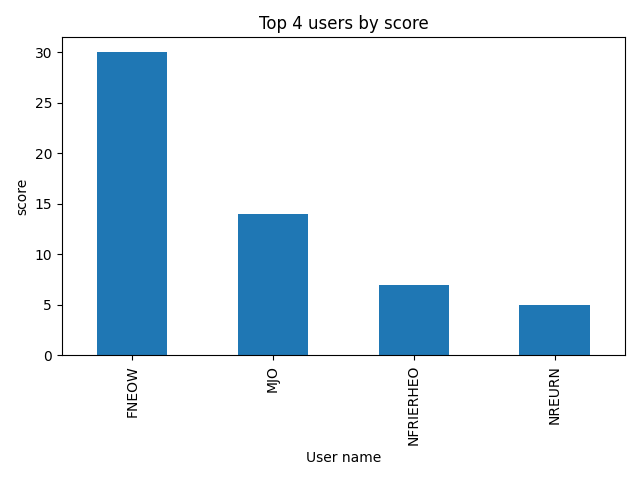 Top 4 users by score
score
30
25
20
15
10
5
0
FNEOW
MJO
NFRIERHEO
NREURN
User name